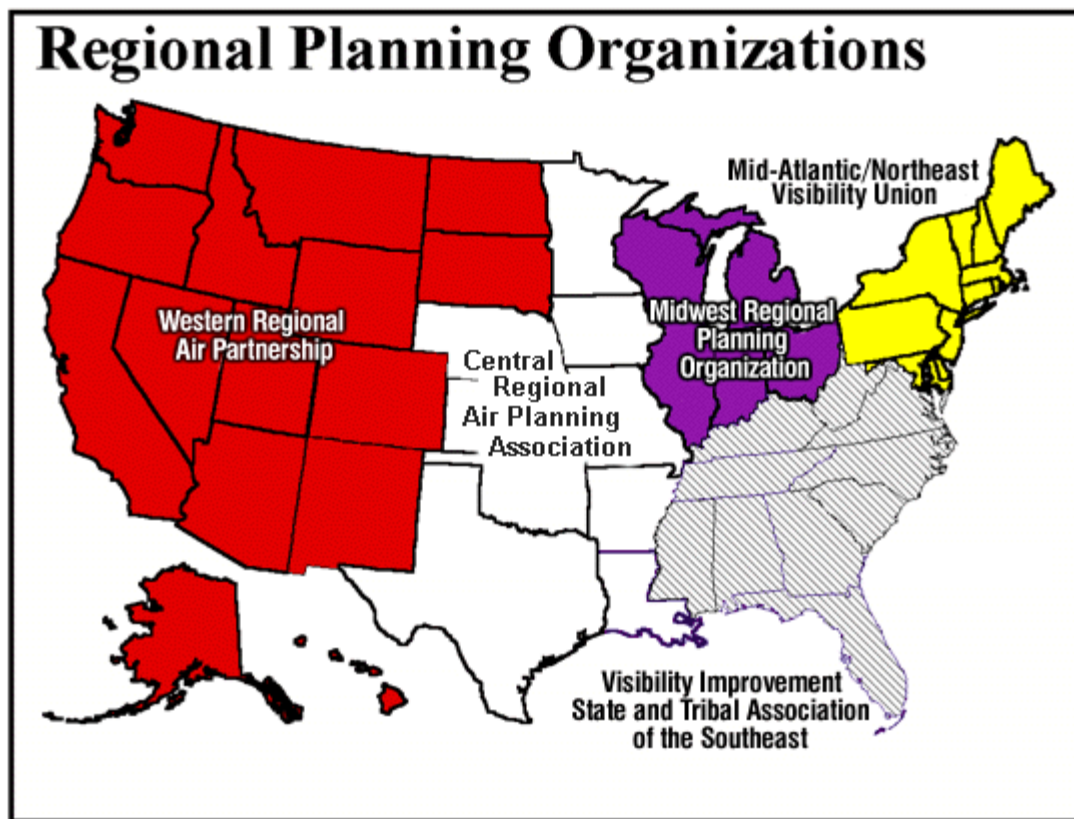 Regional Planning Organizations
Mid-Atlantic/Northeast
Visibility Union
Western Regional
Air Partnership
Midwest Regional
Planning
Organization
Central
Regional
Air Planning
Association
Visibility Improvement
State and Tribal Association
of the Southeast